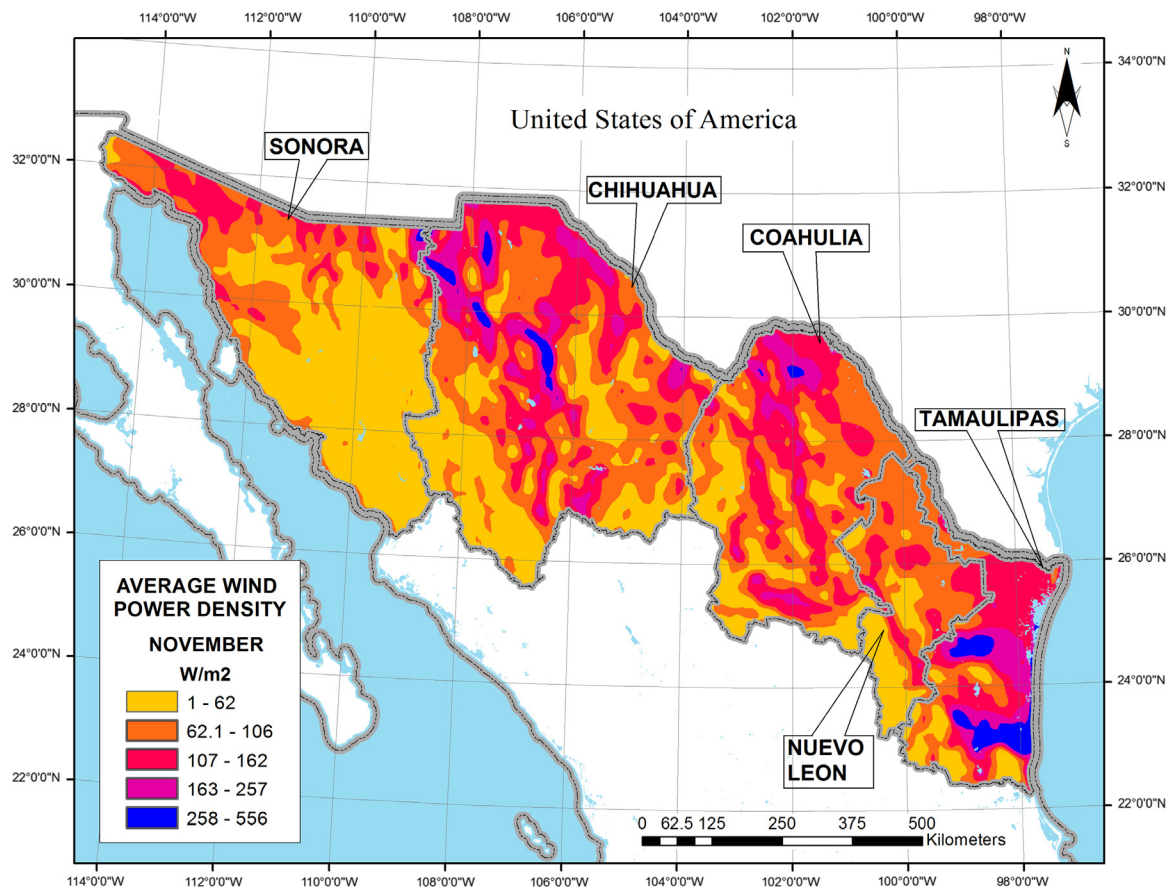 114°0'0"W 112°0'0"W 110°0'0"W 108°0'0"W 106°0'0"W 104°0'0"W 102°0'0"W 100°0'0"W 98°0'0"W
N
S
34°0'0"N
United States of America
32°0'0"N
32°0'0"N
SONORA
CHIHUAHUA
COAHULIA
30°0'0"N
30°0'0"N
28°0'0"N
28°0'0"N
TAMAULIPAS
26°0'0"N
26°0'0"N
24°0'0"N
24°0'0"N
22°0'0"N
22°0'0"N
NUEVO
LEON
AVERAGE WIND
POWER DENSITY
NOVEMBER
W/m2
1 - 62
62.1 - 106
107 - 162
163 - 257
258 - 556
0 62.5 125 250 375 500
Kilometers
114°0'0"W 112°0'0"W 110°0'0"W 108°0'0"W 106°0'0"W 104°0'0"W 102°0'0"W 100°0'0"W 98°0'0"W